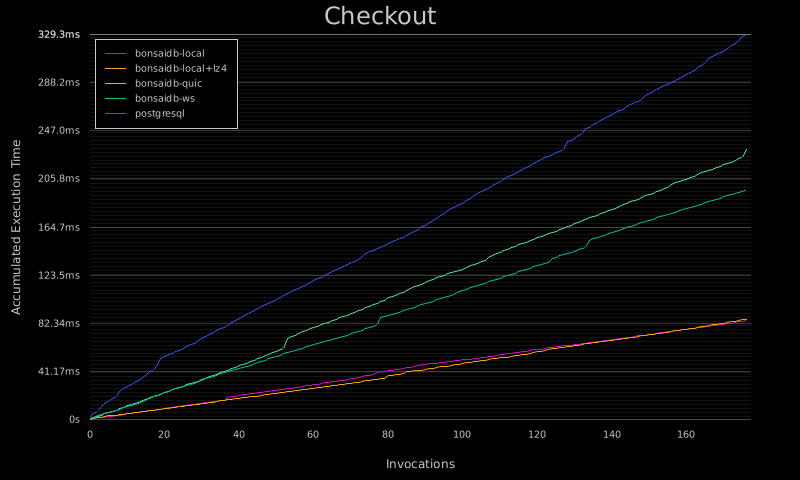 Checkout
329.3ms
288.2ms
247.0ms
205.8ms
164.7ms
123.5ms
82.34ms
41.17ms
0s
Accumulated Execution Time
bonsaidb-local
bonsaidb-local+lz4
bonsaidb-quic
bonsaidb-ws
postgresql
0 20 40 60 80 100 120 140 160
Invocations